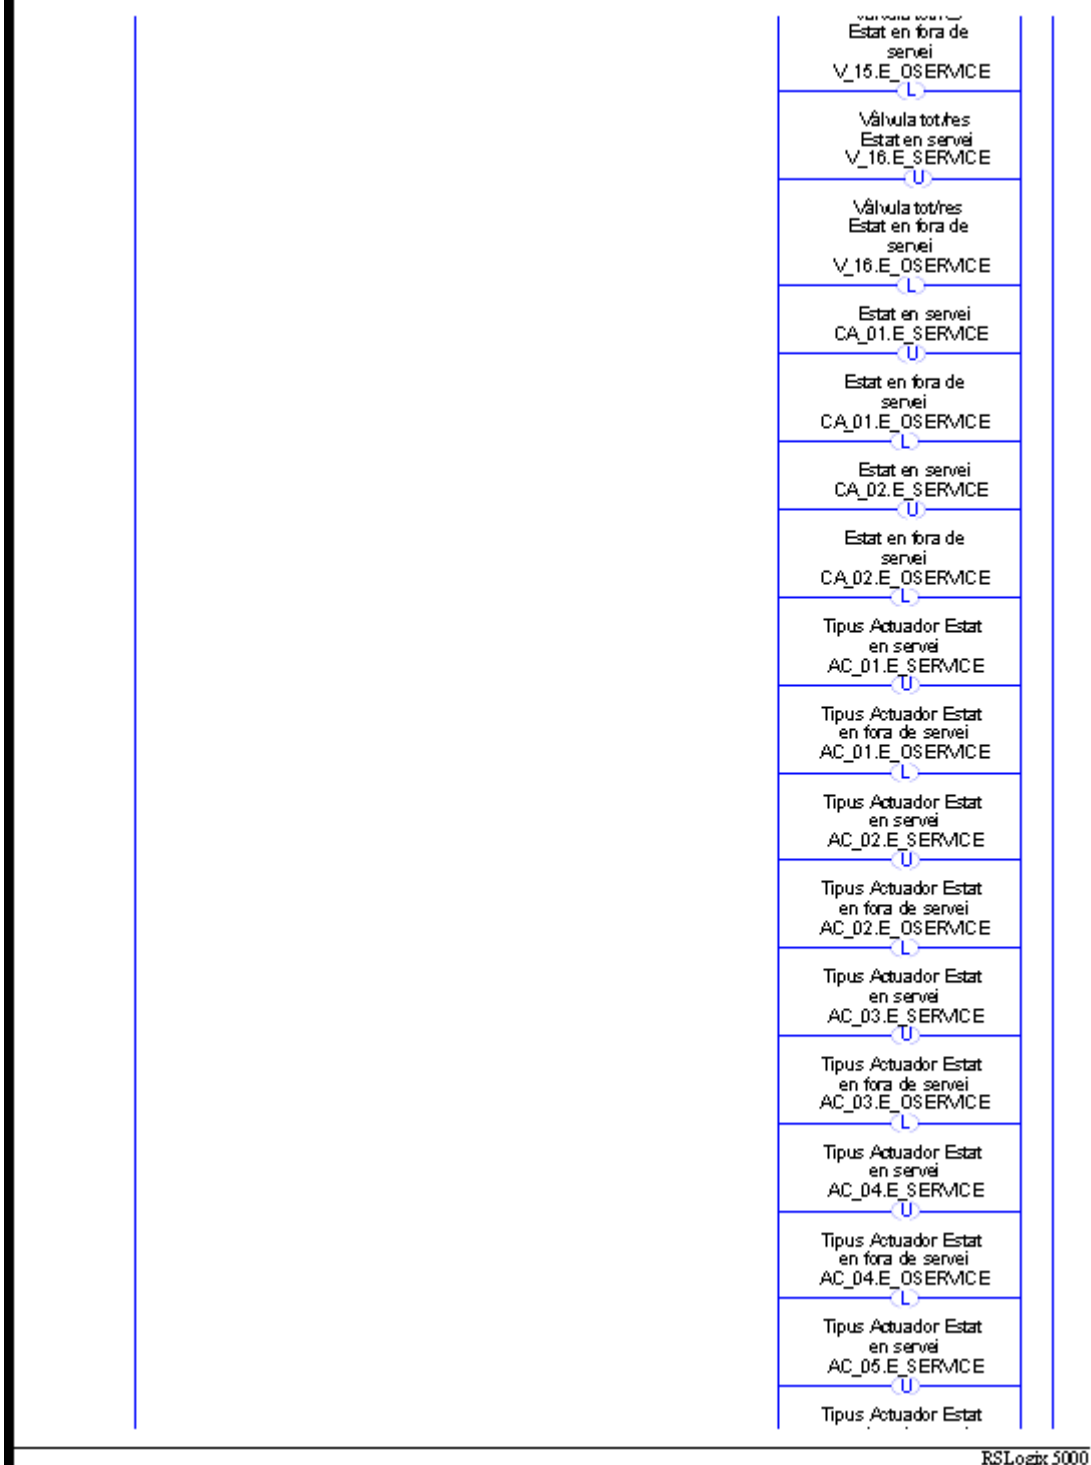 Estat en fora de
servei
V_15.E_OSERVICE
L
Vàlvula tot/res
Estat en servei
V_16.E_SERVICE
U
Vàlvula tot/res
Estat en fora de
servei
V_16.E_OSERVICE
L
Estat en servei
CA_01.E_SERVICE
U
Estat en fora de
servei
CA_01.E_OSERVICE
L
Estat en servei
CA_02.E_SERVICE
U
Estat en fora de
servei
CA_02.E_OSERVICE
L
Tipus Actuador Estat
en servei
AC_01.E_SERVICE
U
Tipus Actuador Estat
en fora de servei
AC_01.E_OSERVICE
L
Tipus Actuador Estat
en servei
AC_02.E_SERVICE
U
Tipus Actuador Estat
en fora de servei
AC_02.E_OSERVICE
L
Tipus Actuador Estat
en servei
AC_03.E_SERVICE
U
Tipus Actuador Estat
en fora de servei
AC_03.E_OSERVICE
L
Tipus Actuador Estat
en servei
AC_04.E_SERVICE
U
Tipus Actuador Estat
en fora de servei
AC_04.E_OSERVICE
L
Tipus Actuador Estat
en servei
AC_05.E_SERVICE
U
Tipus Actuador Estat
RSLogix 5000